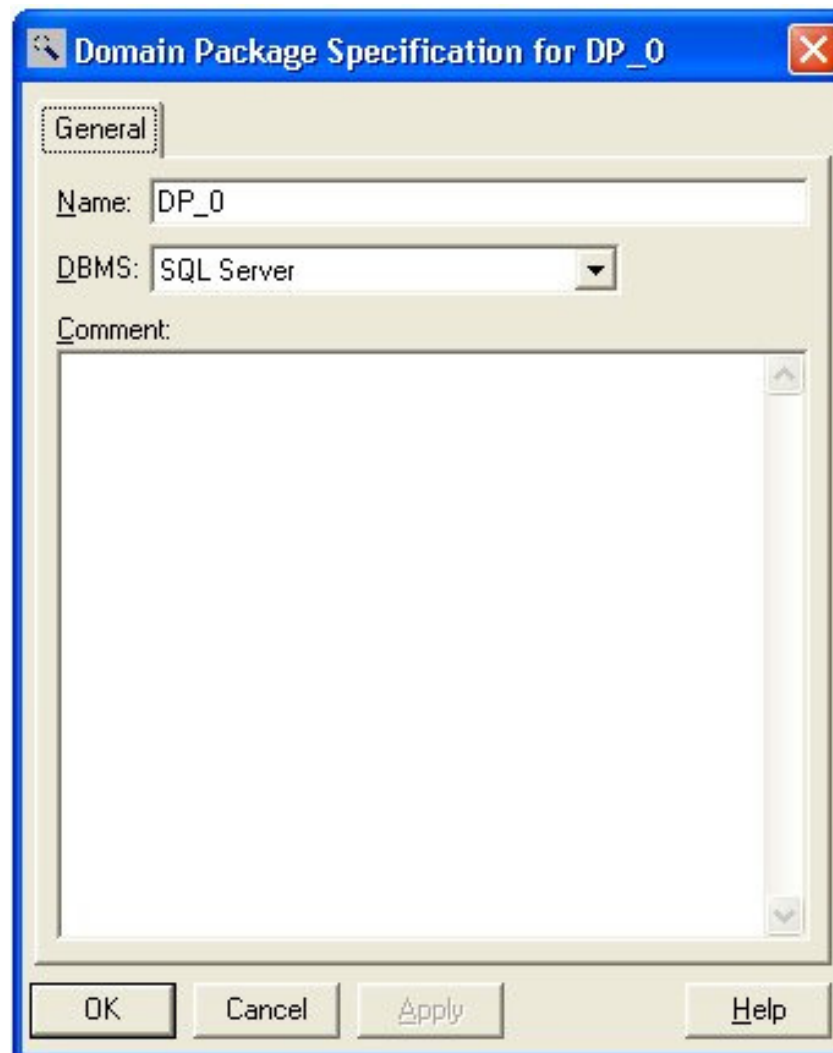 Domain Package Specification for DP_0
General
Name: DP_0
DBMS: SQL Server
Comment:
OK Cancel Apply Help